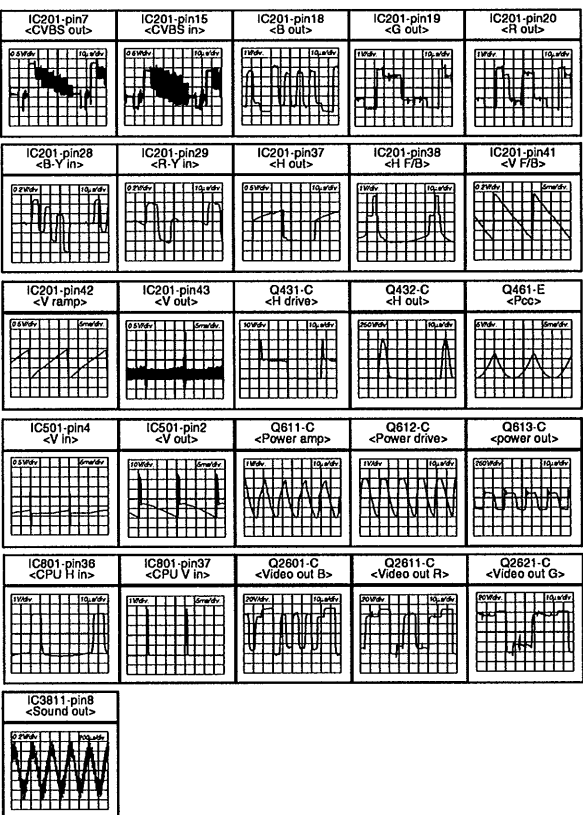 IC201-pin7
<CVBS out>
0.5V/div 10μs/div
IC201-pin15
<CVBS in>
0.5V/div 10μs/div
IC201-pin18
<B out>
1V/div. 10μs/div
IC201-pin19
<G out>
1V/div. 10μs/div
IC201-pin20
<R out>
1V/div. 10μs/div
IC201-pin28
<B-Y in>
0.2V/div 10μs/div
IC201-pin29
<R-Y in>
0.2V/div 10μs/div
IC201-pin37
<H out>
0.5V/div 10μs/div
IC201-pin38
<H F/B>
1V/div. 10μs/div
IC201-pin41
<V F/B>
0.2V/div 5ms/div
IC201-pin42
<V ramp>
0.5V/div 5ms/div
IC201-pin43
<V out>
0.5V/div 5ms/div
Q431-C
<H drive>
10V/div 10μs/div
Q432-C
<H out>
250V/div 10μs/div
Q461-E
<Pcc>
5V/div 5ms/div
IC501-pin4
<V in>
0.5V/div 5ms/div
IC501-pin2
<V out>
10V/div 5ms/div
Q611-C
<Power amp>
1V/div 10μs/div
Q612-C
<Power drive>
1V/div 10μs/div
Q613-C
<power out>
250V/div 10μs/div
IC801-pin36
<CPU H in>
1V/div 10μs/div
IC801-pin37
<CPU V in>
1V/div 5ms/div
Q2601-C
<Video out B>
20V/div. 10μs/div
Q2611-C
<Video out R>
20V/div. 10μs/div
Q2621-C
<Video out G>
20V/div. 10μs/div
IC3811-pin8
<Sound out>
0.2V/div